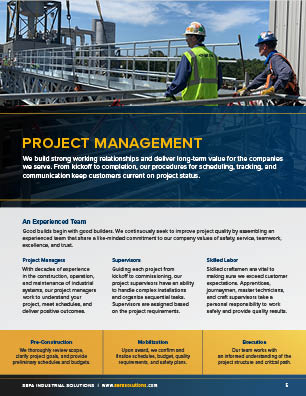 PROJECT MANAGEMENT
We build strong working relationships and deliver long-term value for the companies
we serve. From kickoff to completion, our procedures for scheduling, tracking, and
communication keep customers current on project status.
An Experienced Team
Good builds begin with good builders. We continuously seek to improve project quality by assembling an
experienced team that share a like-minded commitment to our company values of safety, service, teamwork,
excellence, and trust.
Project Managers
With decades of experience
in the construction, operation,
and maintenance of industrial
systems, our project managers
work to understand your
project, meet schedules, and
deliver positive outcomes.
Supervisors
Guiding each project from
kickoff to commissioning, our
project supervisors have an ability
to handle complex installations
and organize sequential tasks.
Supervisors are assigned based
on the project requirements.
Skilled Labor
Skilled craftsmen are vital to
making sure we exceed customer
expectations. Apprentices,
journeymen, master technicians,
and craft supervisors take a
personal responsibility to work
safely and provide quality results.
Pre-Construction
We thoroughly review scope,
clarify project goals, and provide
preliminary schedules and budgets.
Mobilization
Upon award, we confirm and
finalize schedules, budget, quality
requirements, and safety plans.
Execution
Our team works with
an informed understanding of the
project structure and critical path.
INDUSTRIAL SOLUTIONS | www.
5